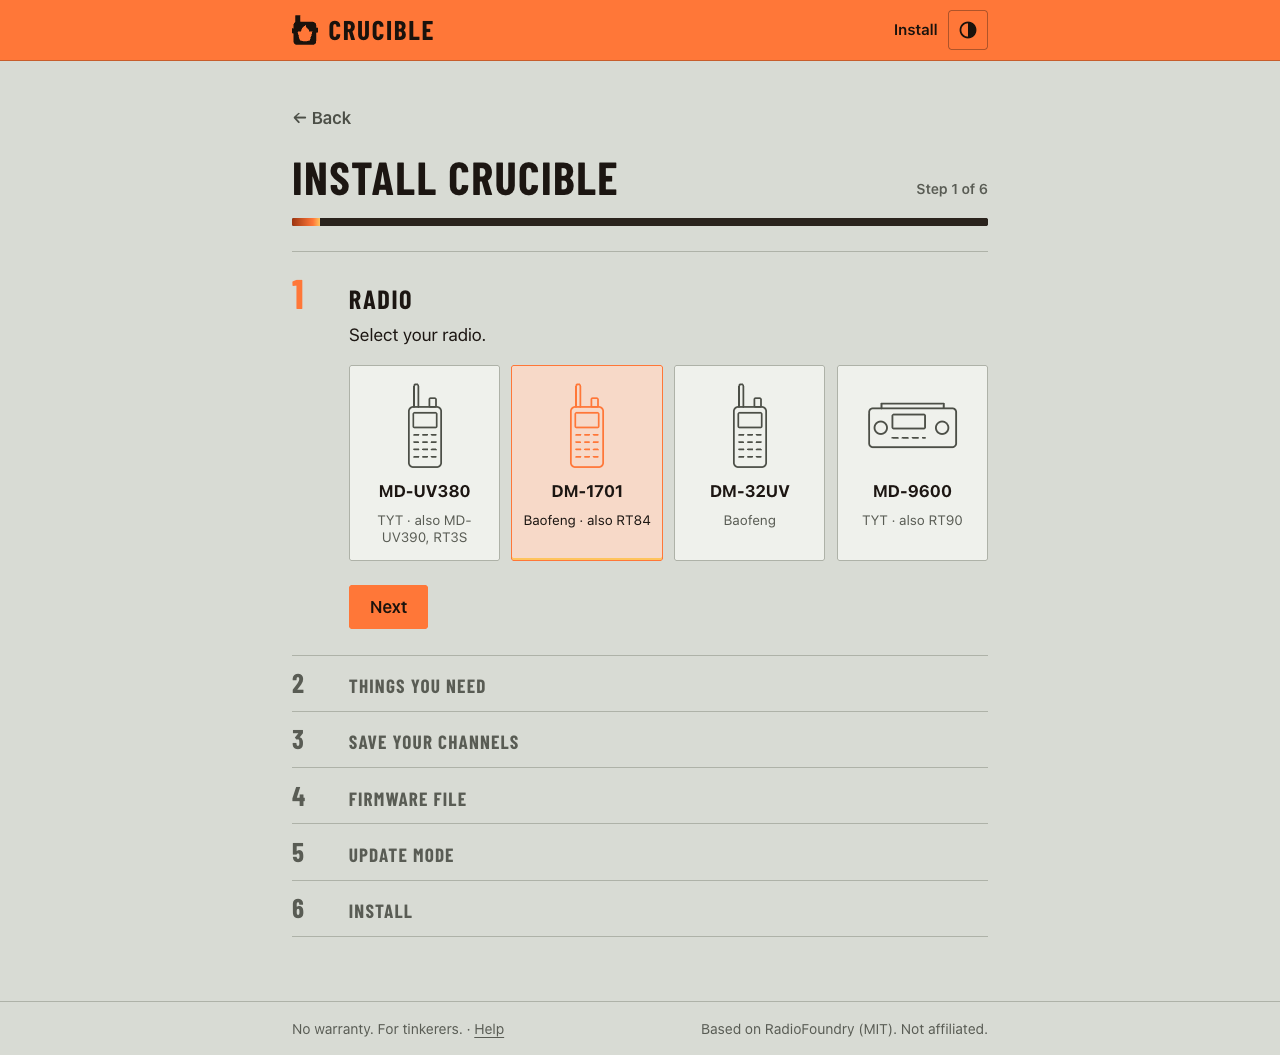 CRUCIBLE
Install
← Back
INSTALL CRUCIBLE
Step 1 of 6
1
RADIO
Select your radio.
MD-UV380
TYT · also MD-
UV390, RT3S
DM-1701
Baofeng · also RT84
DM-32UV
Baofeng
MD-9600
TYT · also RT90
Next
2 THINGS YOU NEED
3 SAVE YOUR CHANNELS
4 FIRMWARE FILE
5 UPDATE MODE
6 INSTALL
No warranty. For tinkerers. · Help
Based on RadioFoundry (MIT). Not affiliated.